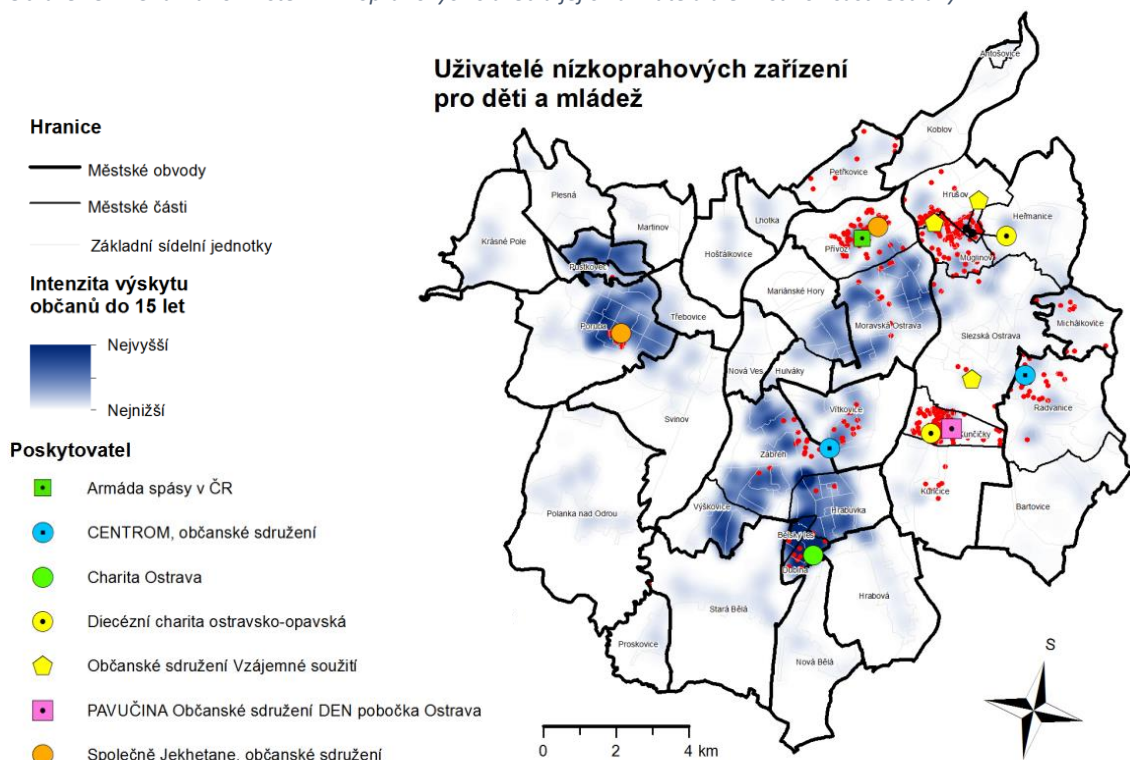 Uživatelé nízkoprahových zařízení
pro děti a mládež
Hranice
Městské obvody
Městské části
Základní sídelní jednotky
Intenzita výskytu
občanů do 15 let
Nejvyšší
Nejnižší
Poskytovatel
Armáda spásy v ČR
CENTROM, občanské sdružení
Charita Ostrava
Diecézní charita ostravsko-opavská
Občanské sdružení Vzájemné soužití
PAVUČINA Občanské sdružení DEN pobočka Ostrava
Společně Jekhetane, občanské sdružení
Antošovice
Koblov
Petřkovice
Hrušov
Heřmanice
Plesná
Martinov
Lhotka
Krásné Pole
Hošťálkovice
Přívoz
Muglinov
Pustkovec
Mariánské Hory
Třebovice
Poruba
Moravská Ostrava
Michálkovice
Slezská Ostrava
Nová Ves
Hulváky
Radvanice
Vítkovice
Svinov
Kunčičky
Zábřeh
Kunčice
Výškovice
Hrabůvka
Polanka nad Odrou
Bartovice
Bělský les
Dubina
Hrabová
Stará Bělá
Proskovice
Nová Bělá
S
0 2 4 km